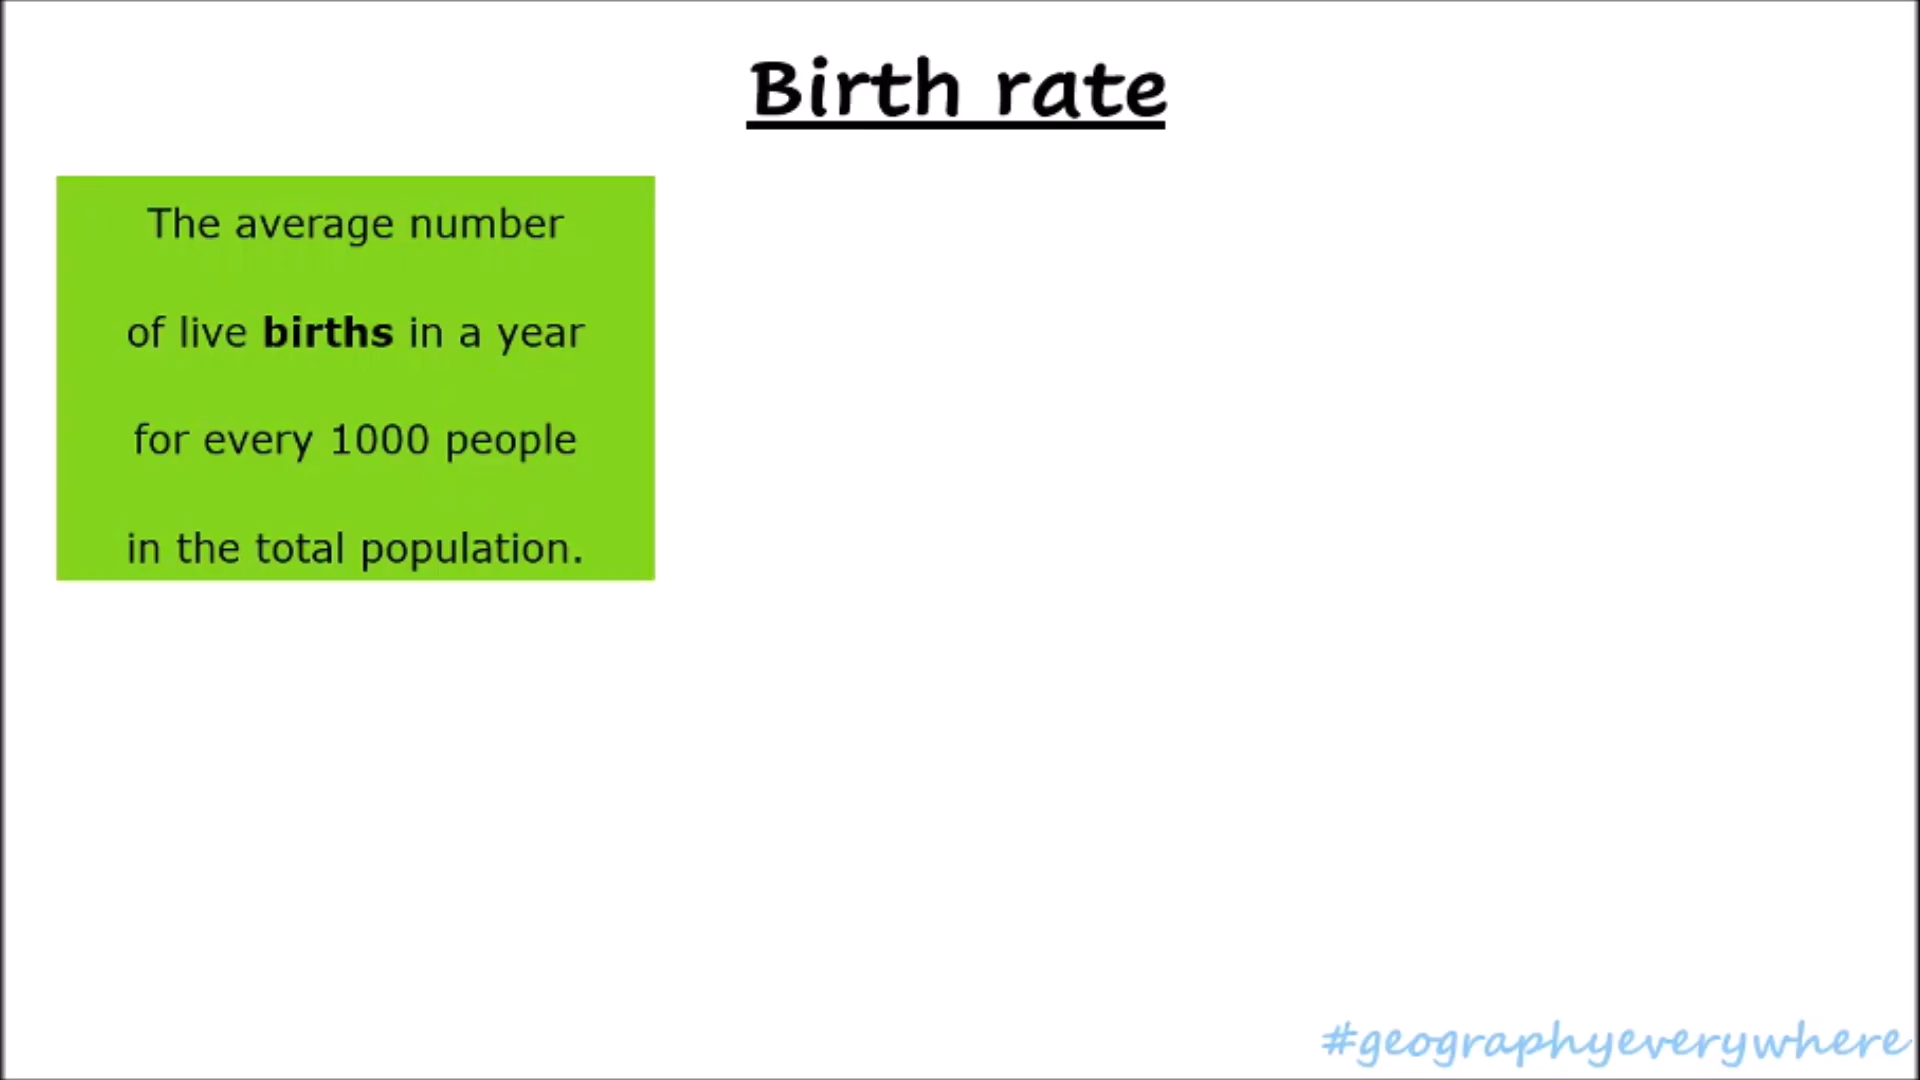 Birth rate
The average number
of live births in a year
for every 1000 people
in the total population.
#geographyeverywhere